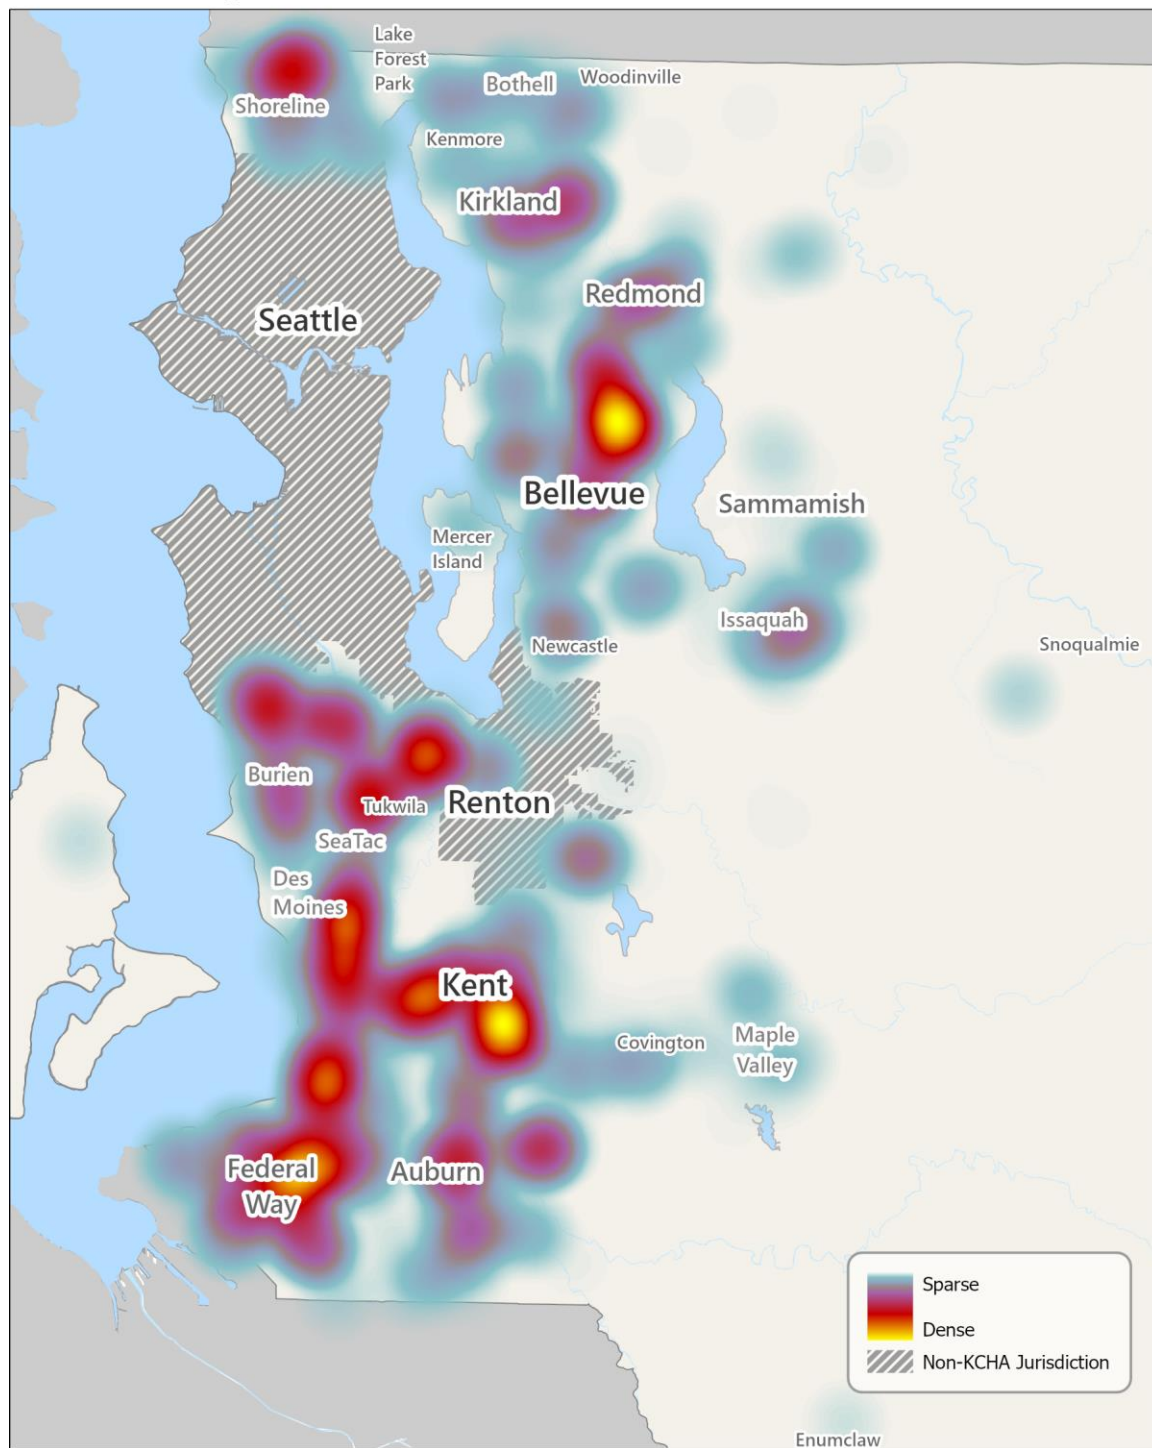 Lake
Forest
Park
Woodinville
Bothell
Shoreline
Kenmore
Kirkland
Redmond
Seattle
Bellevue
Sammamish
Mercer
Island
Issaquah
Newcastle
Snoqualmie
Burien
Renton
Tukwila
SeaTac
Des
Moines
Kent
Covington
Maple
Valley
Federal
Way
Auburn
Sparse
Dense
Non-KCHA Jurisdiction
Enumclaw